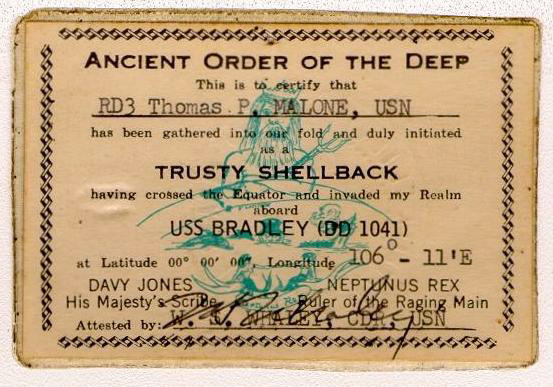 ANCIENT ORDER OF THE DEEP
This is to certify that
RD3 Thomas P. MALONE, USN
has been gathered into our fold and duly initiated
as a
TRUSTY SHELLBACK
having crossed the Equator and invaded my Realm
aboard
USS BRADLEY (DD 1041)
at Latitude 00° 00' 00", Longitude 106° - 11'E
DAVY JONES NEPTUNUS REX
His Majesty's Scribe Ruler of the Raging Main
Attested by: WHALEY, CDR, USN